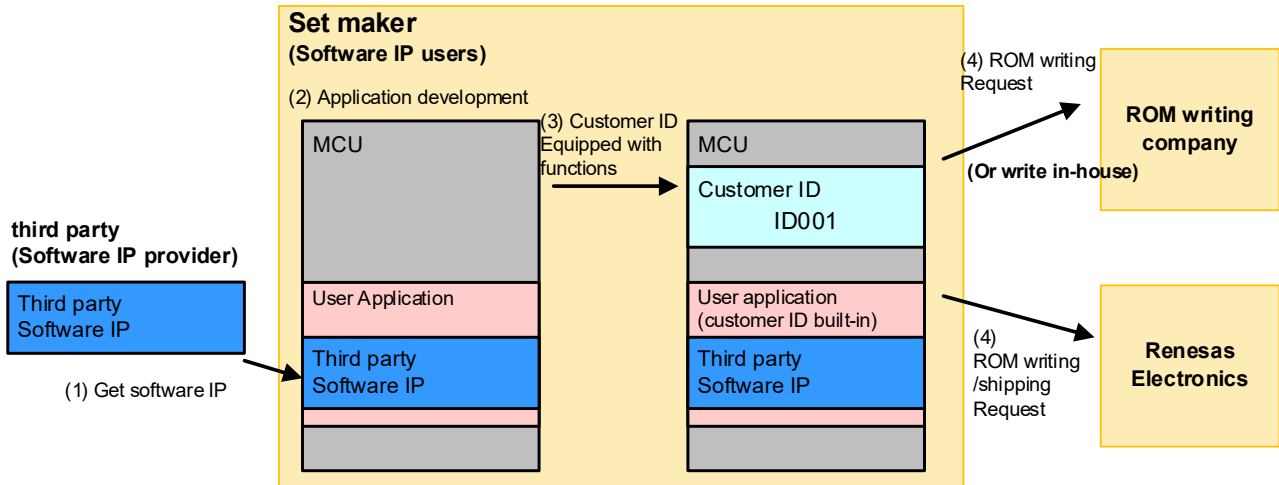 Set maker
(Software IP users)
(2) Application development
MCU
(3) Customer ID
Equipped with
functions
MCU
Customer ID
ID001
(4) ROM writing
Request
(Or write in-house)
ROM writing
company
third party
(Software IP provider)
Third party
Software IP
(1) Get software IP
User Application
Third party
Software IP
User application
(customer ID built-in)
Third party
Software IP
(4)
ROM writing
/shipping
Request
Renesas
Electronics